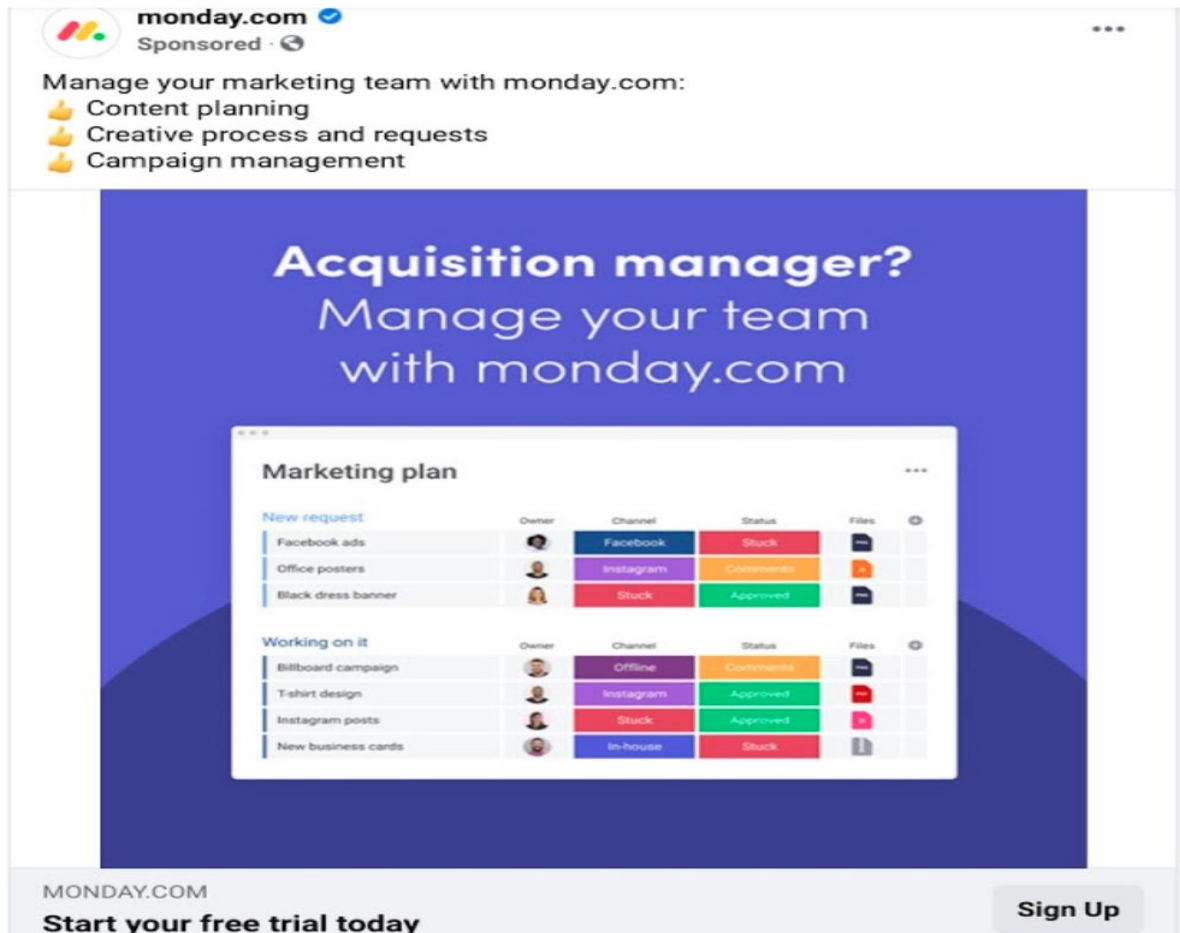 monday.com
Sponsored ·
Manage your marketing team with monday.com:
👍 Content planning
👍 Creative process and requests
👍 Campaign management
Acquisition manager?
Manage your team
with monday.com
Marketing plan
New request Owner Channel Status Files
Facebook ads Facebook Stuck
Office posters Instagram Comments
Black dress banner Stuck Approved
Working on it Owner Channel Status Files
Billboard campaign Offline Comments
T-shirt design Instagram Approved
Instagram posts Stuck Approved
New business cards In-house Stuck
MONDAY.COM
Start your free trial today
Sign Up